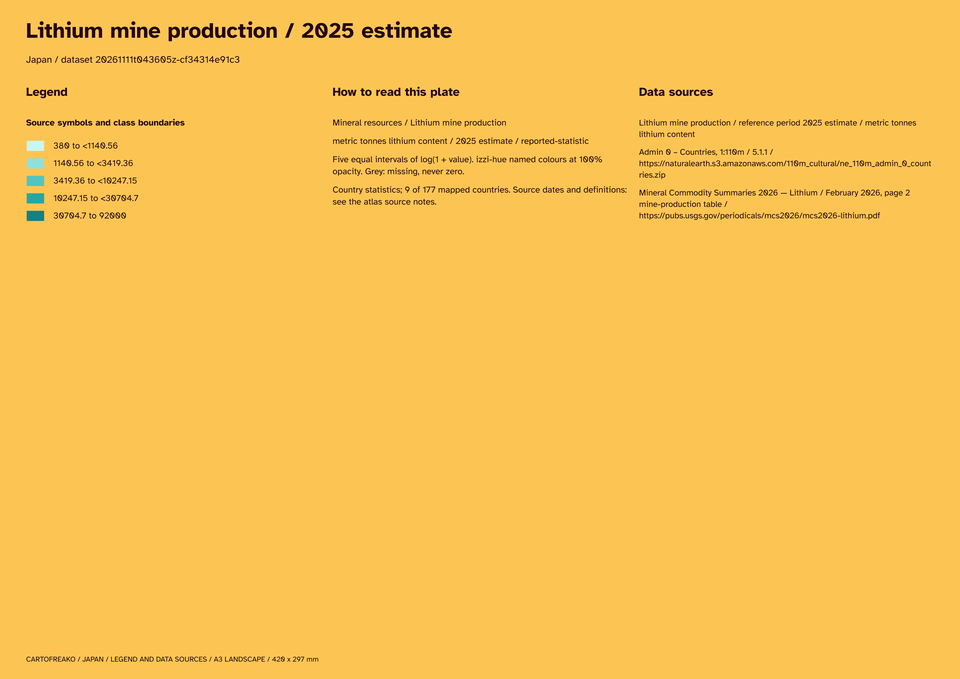 Lithium mine production / 2025 estimate
Japan / dataset 20261111t043605z-cf34314e91c3
Legend
Source symbols and class boundaries
380 to <1140.56
1140.56 to <3419.36
3419.36 to <10247.15
10247.15 to <30704.7
30704.7 to 92000
How to read this plate
Mineral resources / Lithium mine production
metric tonnes lithium content / 2025 estimate / reported-statistic
Five equal intervals of log(1 + value). izzi-hue named colours at 100%
opacity. Grey: missing, never zero.
Country statistics; 9 of 177 mapped countries. Source dates and definitions:
see the atlas source notes.
Data sources
Lithium mine production / reference period 2025 estimate / metric tonnes
lithium content
Admin 0 – Countries, 1:110m / 5.1.1 /
https://naturalearth.s3.amazonaws.com/110m_cultural/ne_110m_admin_0_count
ries.zip
Mineral Commodity Summaries 2026 — Lithium / February 2026, page 2
mine-production table /
https://pubs.usgs.gov/periodicals/mcs2026/mcs2026-lithium.pdf
CARTOFREAKO / JAPAN / LEGEND AND DATA SOURCES / A3 LANDSCAPE / 420 x 297 mm